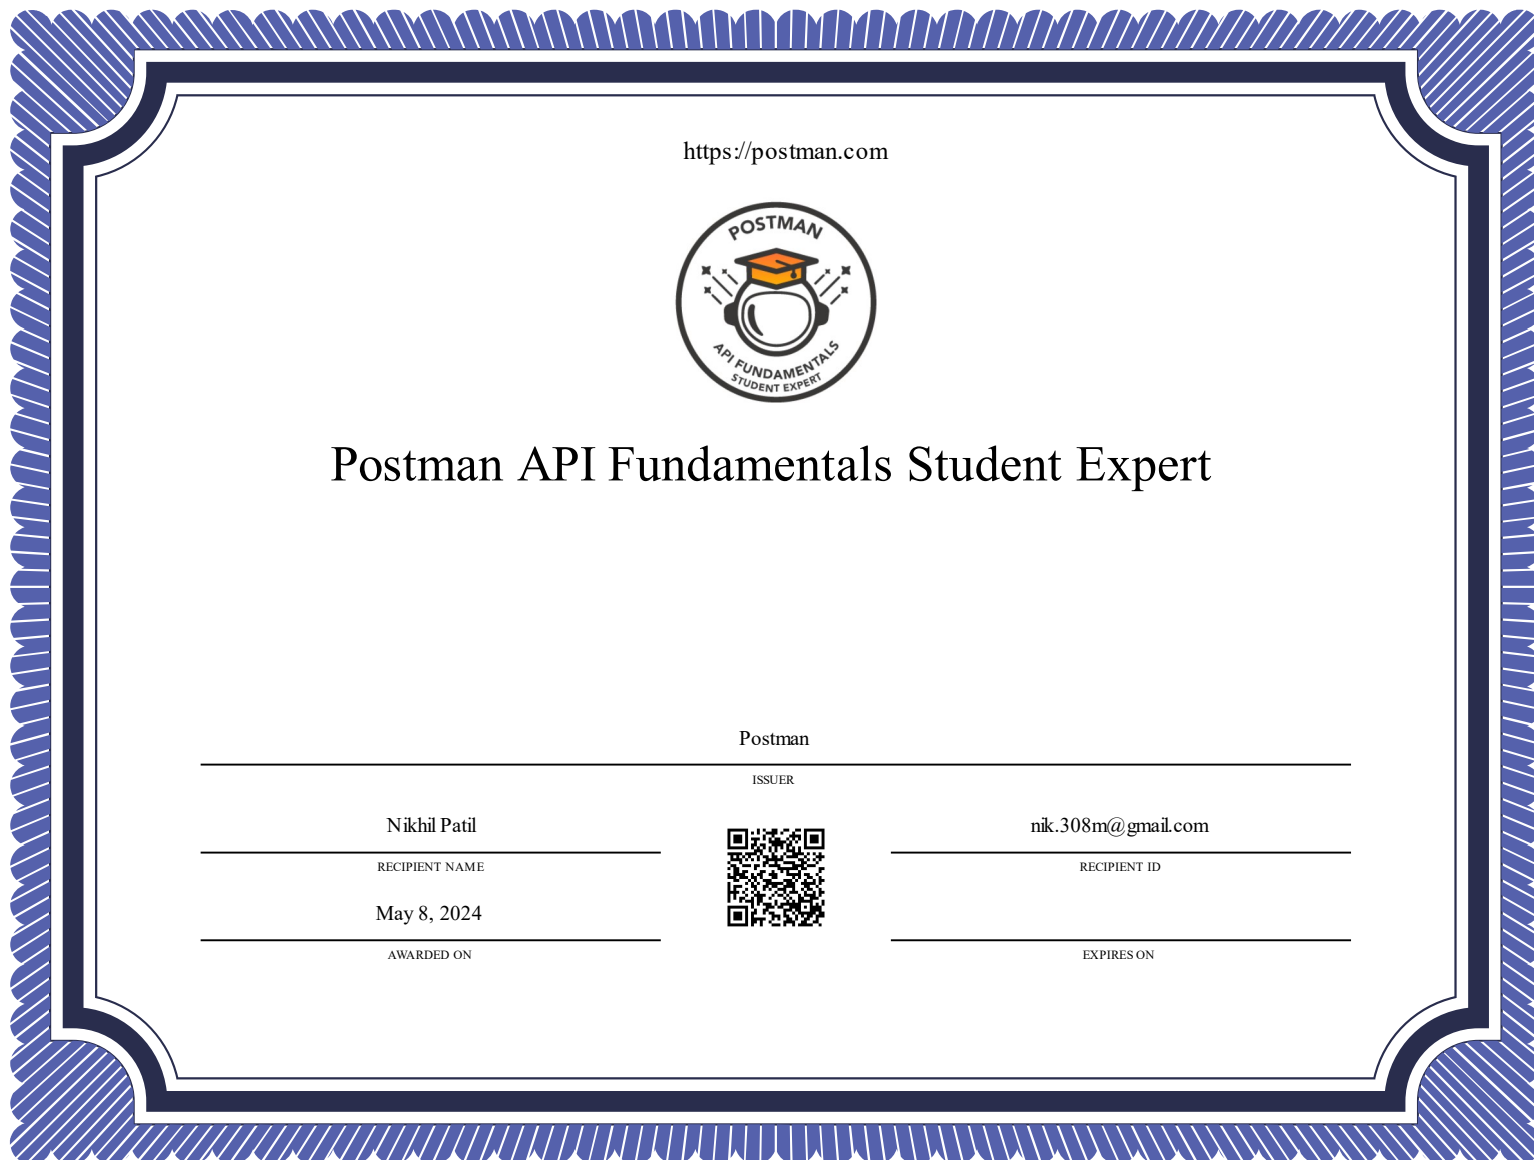 https://postman.com
POSTMAN
API FUNDAMENTALS
STUDENT EXPERT
Postman API Fundamentals Student Expert
Postman
ISSUER
Nikhil Patil
nik.308m@gmail.com
RECIPIENT NAME
RECIPIENT ID
May 8, 2024
AWARDED ON
EXPIRES ON